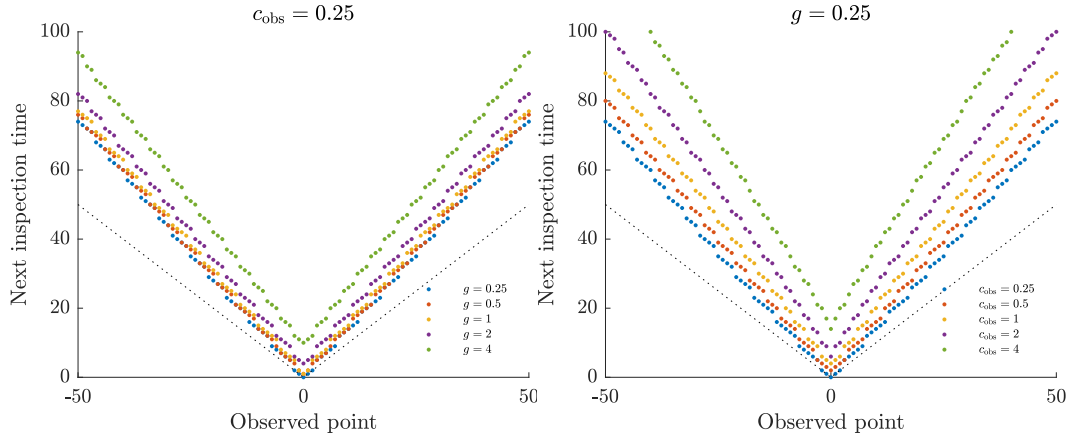 c_obs = 0.25
100
80
60
40
20
0
Next inspection time
g = 0.25
g = 0.5
g = 1
g = 2
g = 4
-50
0
50
Observed point
g = 0.25
100
80
60
40
20
0
Next inspection time
c_obs = 0.25
c_obs = 0.5
c_obs = 1
c_obs = 2
c_obs = 4
-50
0
50
Observed point